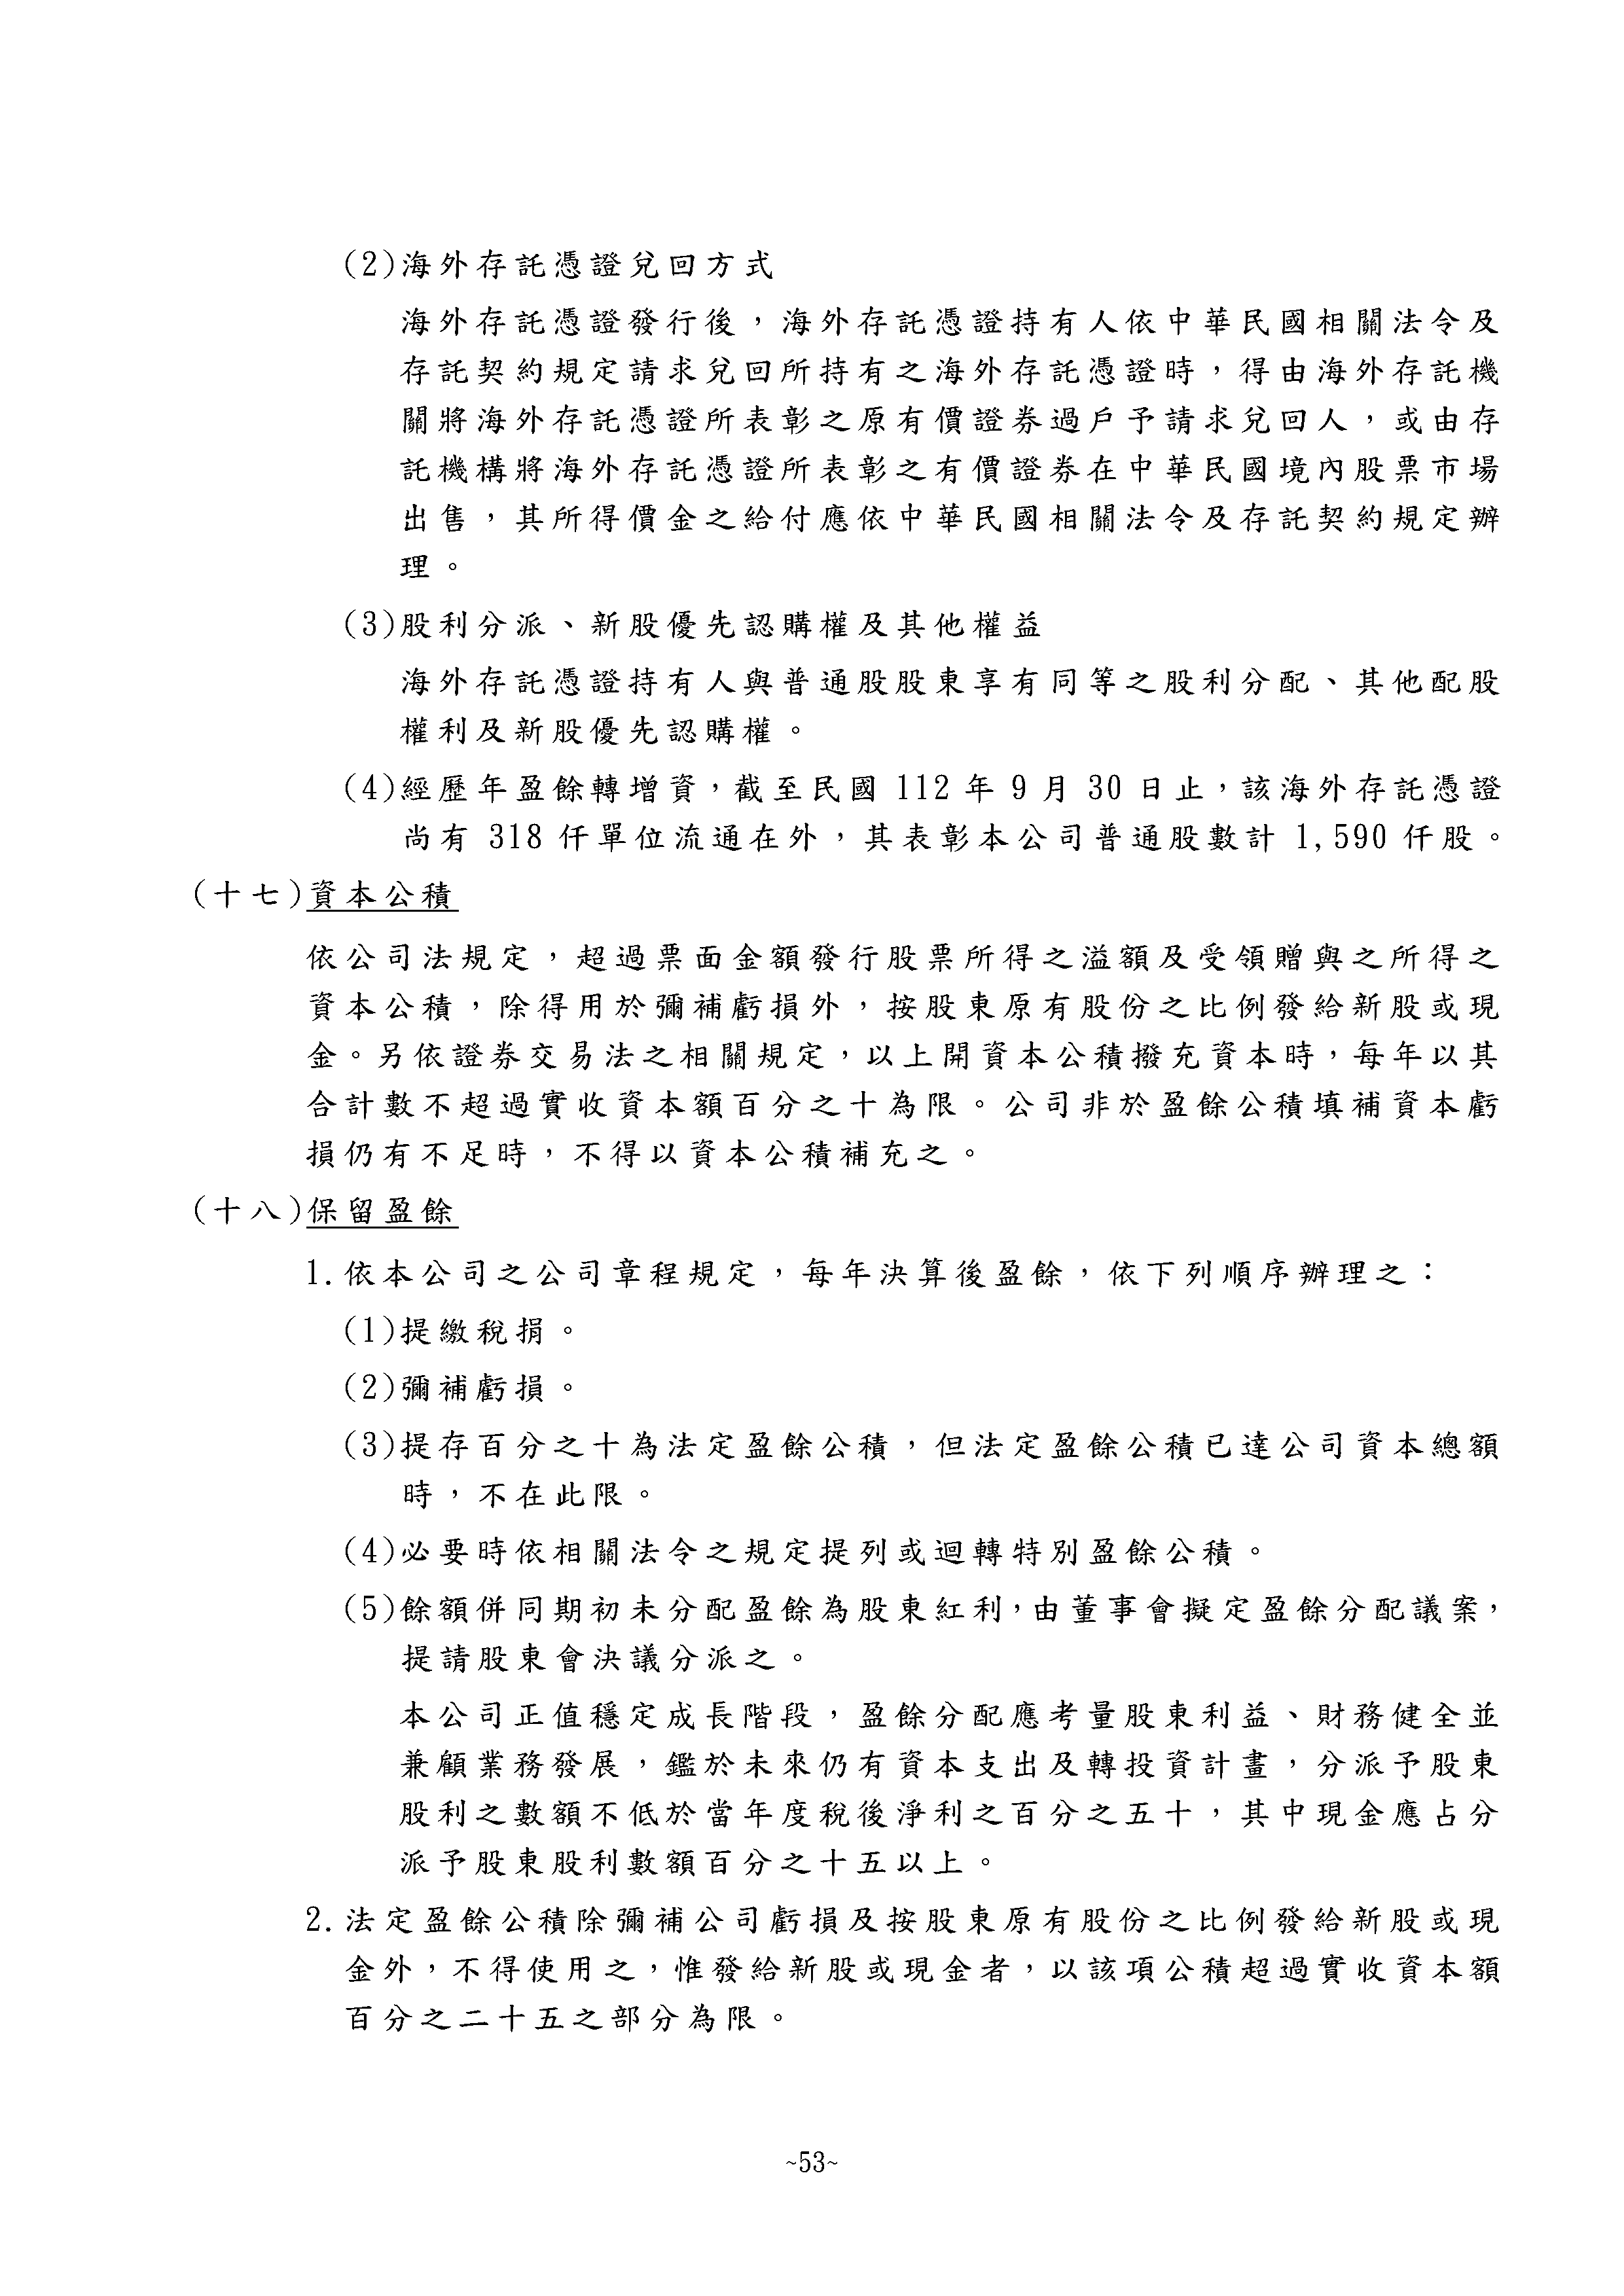 (2)海外存託憑證兌回方式
海外存託憑證發行後，海外存託憑證持有人依中華民國相關法令及
存託契約規定請求兌回所持有之海外存託憑證時，得由海外存託機
關將海外存託憑證所表彰之原有價證券過戶予請求兌回人，或由存
託機構將海外存託憑證所表彰之有價證券在中華民國境內股票市場
出售，其所得價金之給付應依中華民國相關法令及存託契約規定辦
理。
(3)股利分派、新股優先認購權及其他權益
海外存託憑證持有人與普通股股東享有同等之股利分配、其他配股
權利及新股優先認購權。
(4)經歷年盈餘轉增資，截至民國 112 年 9 月 30 日止，該海外存託憑證
尚有 318 仟單位流通在外，其表彰本公司普通股數計 1,590 仟股。
(十七)資本公積
依公司法規定，超過票面金額發行股票所得之溢額及受領贈與之所得之
資本公積，除得用於彌補虧損外，按股東原有股份之比例發給新股或現
金。另依證券交易法之相關規定，以上開資本公積撥充資本時，每年以其
合計數不超過實收資本額百分之十為限。公司非於盈餘公積填補資本虧
損仍有不足時，不得以資本公積補充之。
(十八)保留盈餘
1.依本公司之公司章程規定，每年決算後盈餘，依下列順序辦理之：
(1)提繳稅捐。
(2)彌補虧損。
(3)提存百分之十為法定盈餘公積，但法定盈餘公積已達公司資本總額
時，不在此限。
(4)必要時依相關法令之規定提列或迴轉特別盈餘公積。
(5)餘額併同期初未分配盈餘為股東紅利，由董事會擬定盈餘分配議案，
提請股東會決議分派之。
本公司正值穩定成長階段，盈餘分配應考量股東利益、財務健全並
兼顧業務發展，鑑於未來仍有資本支出及轉投資計畫，分派予股東
股利之數額不低於當年度稅後淨利之百分之五十，其中現金應占分
派予股東股利數額百分之十五以上。
2.法定盈餘公積除彌補公司虧損及按股東原有股份之比例發給新股或現
金外，不得使用之，惟發給新股或現金者，以該項公積超過實收資本額
百分之二十五之部分為限。
~53~